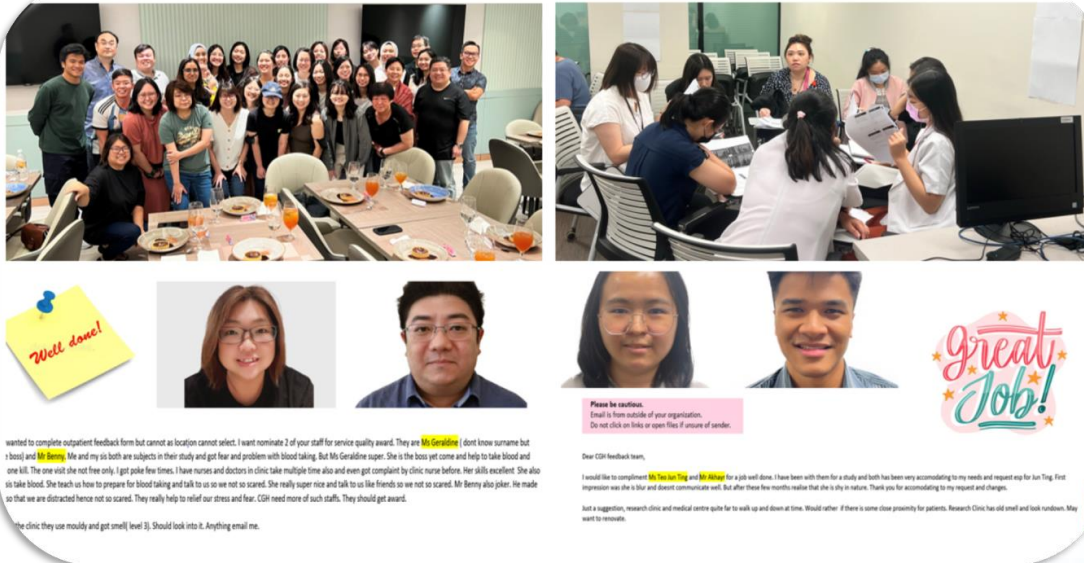 Well done!
wanted to complete outpatient feedback form but cannot as location cannot select. I want nominate 2 of your staff for service quality award. They are Ms Geraldine ( dont know surname but
boss) and Mr Benny. Me and my sis both are subjects in their study and got fear and problem with blood taking. But Ms Geraldine super. She is the boss yet come and help to take blood and
one kill. The one visit she not free only. I got poke few times. I have nurses and doctors in clinic take multiple time also and even got complaint by clinic nurse before. Her skills excellent She also
sis take blood. She teach us how to prepare for blood taking and talk to us so we not so scared. She really super nice and talk to us like friends so we not so scared. Mr Benny also joker. He made
so that we are distracted hence not so scared. They really help to relief our stress and fear. CGH need more of such staffs. They should get award.
the clinic they use mouldy and got smell( level 3). Should look into it. Anything email me.
great
Job!
Please be cautious.
Email is from outside of your organization.
Do not click on links or open files if unsure of sender.
Dear CGH feedback team,
I would like to compliment Ms Teo Jun Ting and Mr Akhayr for a job well done. I have been with them for a study and both has been very accomodating to my needs and request esp for Jun Ting. First
impression was she is blur and doesnt communicate well. But after these few months realise that she is shy in nature. Thank you for accomodating to my request and changes.
Just a suggestion, research clinic and medical centre quite far to walk up and down at time. Would rather if there is some close proximity for patients. Research Clinic has old smell and look rundown. May
want to renovate.